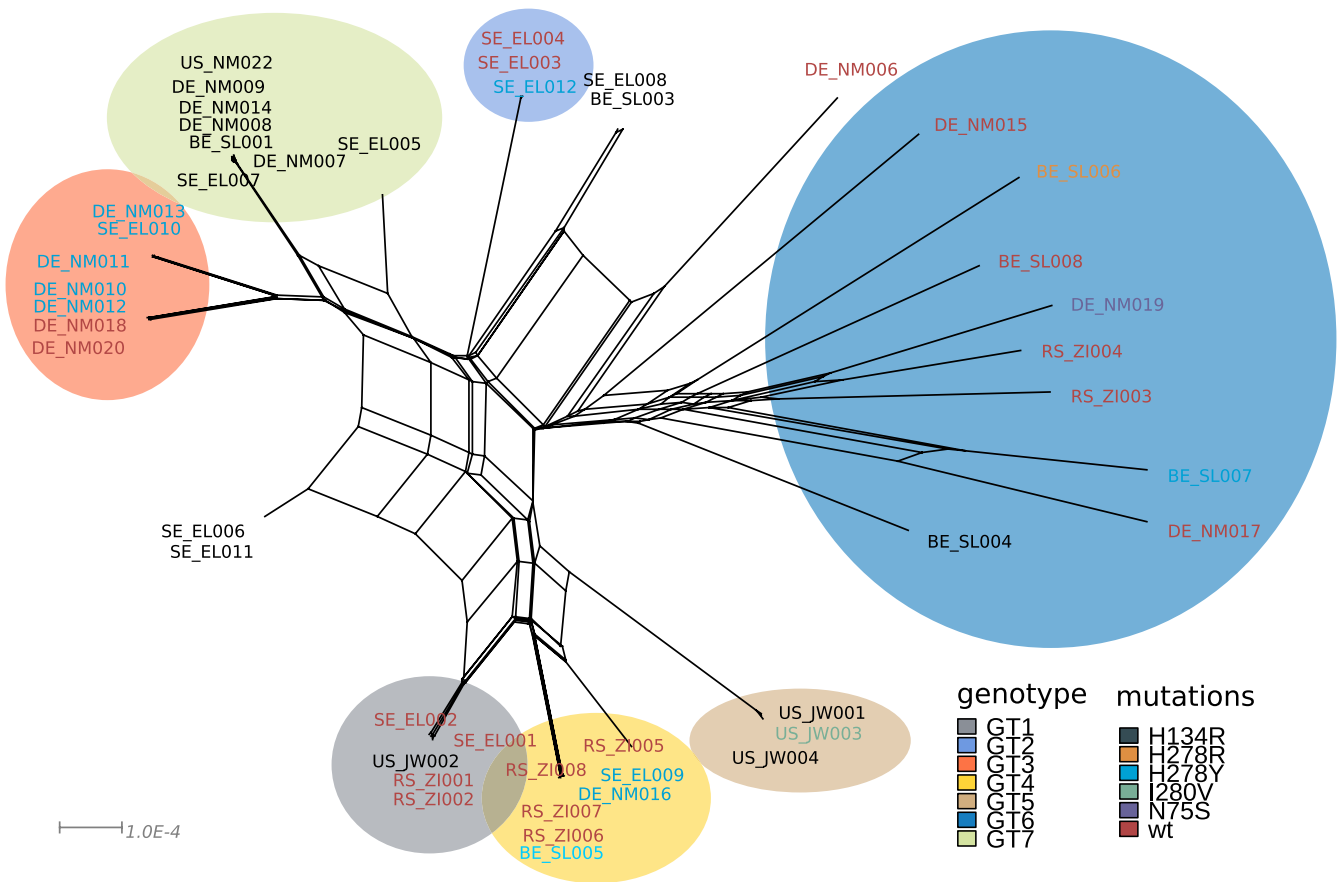 SE_EL004
SE_EL003
SE_EL012
SE_EL008
BE_SL003
US_NM022
DE_NM009
DE_NM014
DE_NM008
BE_SL001
DE_NM007
SE_EL005
SE_EL007
DE_NM006
DE_NM015
BE_SL006
BE_SL008
DE_NM019
RS_ZI004
RS_ZI003
BE_SL007
DE_NM017
BE_SL004
DE_NM013
SE_EL010
DE_NM011
DE_NM010
DE_NM012
DE_NM018
DE_NM020
SE_EL006
SE_EL011
SE_EL002
SE_EL001
US_JW002
RS_ZI001
RS_ZI002
RS_ZI005
RS_ZI008
SE_EL009
DE_NM016
RS_ZI007
RS_ZI006
BE_SL005
US_JW001
US_JW003
US_JW004
1.0E-4
genotype
GT1
GT2
GT3
GT4
GT5
GT6
GT7
mutations
H134R
H278R
H278Y
I280V
N75S
wt